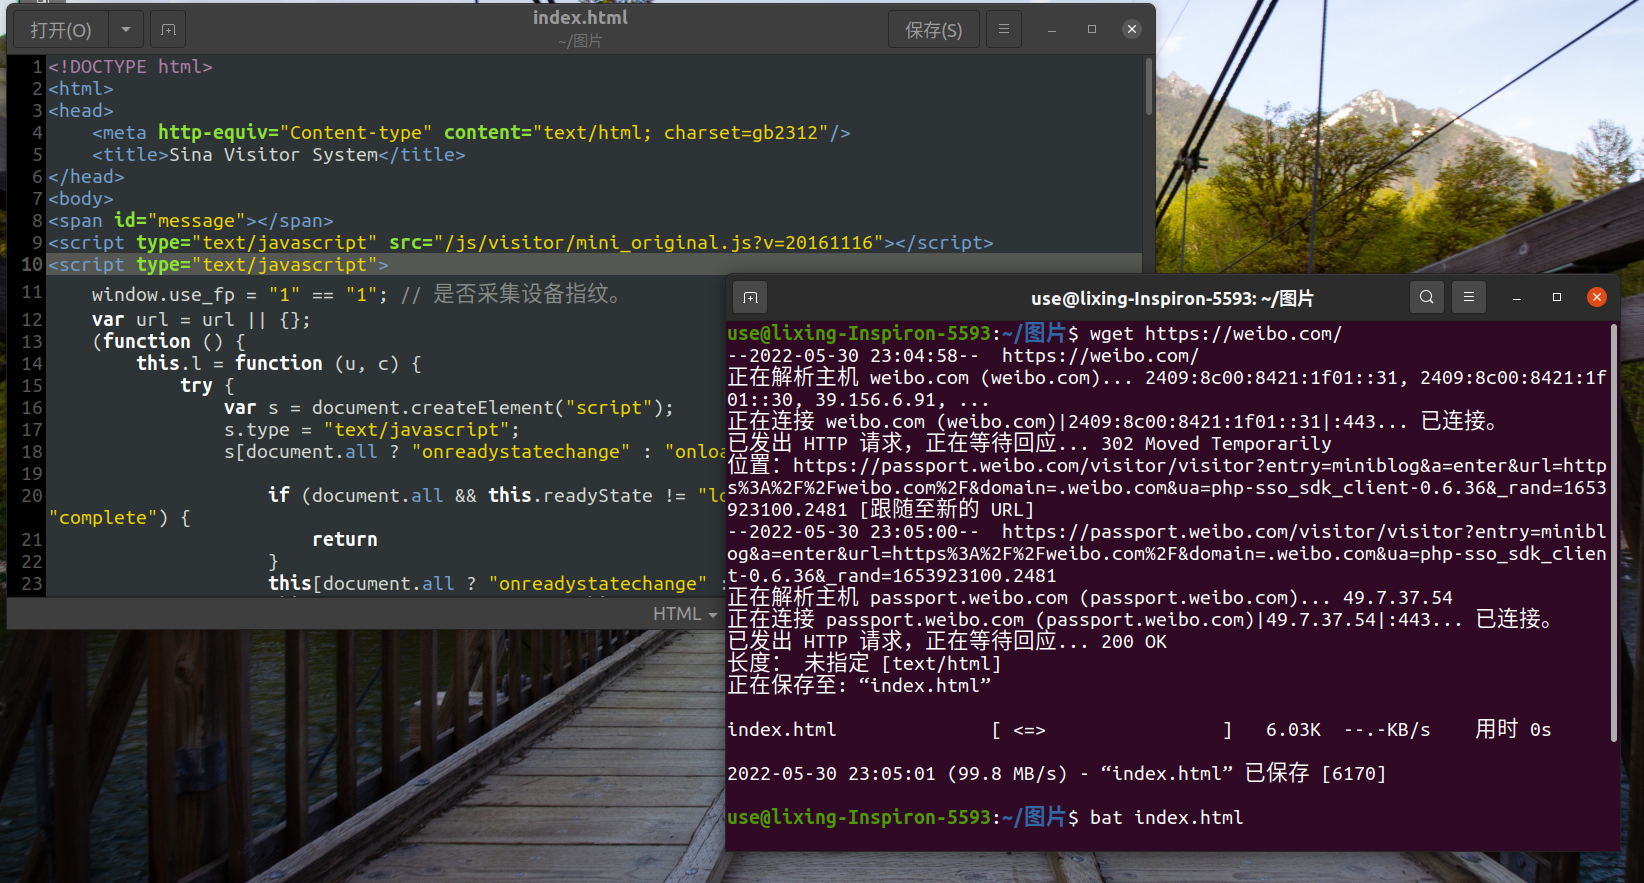 打开(O)
index.html
~/图片
保存(S)
1 <!DOCTYPE html>
2 <html>
3 <head>
4     <meta http-equiv="Content-type" content="text/html; charset=gb2312"/>
5     <title>Sina Visitor System</title>
6 </head>
7 <body>
8 <span id="message"></span>
9 <script type="text/javascript" src="/js/visitor/mini_original.js?v=20161116"></script>
10 <script type="text/javascript">
11     window.use_fp = "1" == "1"; // 是否采集设备指纹。
12     var url = url || {};
13     (function () {
14         this.l = function (u, c) {
15             try {
16                 var s = document.createElement("script");
17                 s.type = "text/javascript";
18                 s[document.all ? "onreadystatechange" : "onloa
19
20                     if (document.all && this.readyState != "lo
"complete") {
21                         return
22                     }
23                     this[document.all ? "onreadystatechange" :
HTML
use@lixing-Inspiron-5593: ~/图片
use@lixing-Inspiron-5593:~/图片$ wget https://weibo.com/
--2022-05-30 23:04:58--  https://weibo.com/
正在解析主机 weibo.com (weibo.com)... 2409:8c00:8421:1f01::31, 2409:8c00:8421:1f
01::30, 39.156.6.91, ...
正在连接 weibo.com (weibo.com)|2409:8c00:8421:1f01::31|:443... 已连接。
已发出 HTTP 请求，正在等待回应... 302 Moved Temporarily
位置：https://passport.weibo.com/visitor/visitor?entry=miniblog&a=enter&url=http
s%3A%2F%2Fweibo.com%2F&domain=.weibo.com&ua=php-sso_sdk_client-0.6.36&_rand=1653
923100.2481 [跟随至新的 URL]
--2022-05-30 23:05:00--  https://passport.weibo.com/visitor/visitor?entry=minibl
og&a=enter&url=https%3A%2F%2Fweibo.com%2F&domain=.weibo.com&ua=php-sso_sdk_clien
t-0.6.36&_rand=1653923100.2481
正在解析主机 passport.weibo.com (passport.weibo.com)... 49.7.37.54
正在连接 passport.weibo.com (passport.weibo.com)|49.7.37.54|:443... 已连接。
已发出 HTTP 请求，正在等待回应... 200 OK
长度： 未指定 [text/html]
正在保存至: “index.html”
index.html              [ <=>                ]   6.03K  --.-KB/s    用时 0s
2022-05-30 23:05:01 (99.8 MB/s) - “index.html” 已保存 [6170]
use@lixing-Inspiron-5593:~/图片$ bat index.html